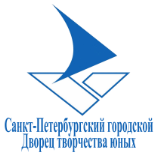 Санкт-Петербургский городской
Дворец творчества юных